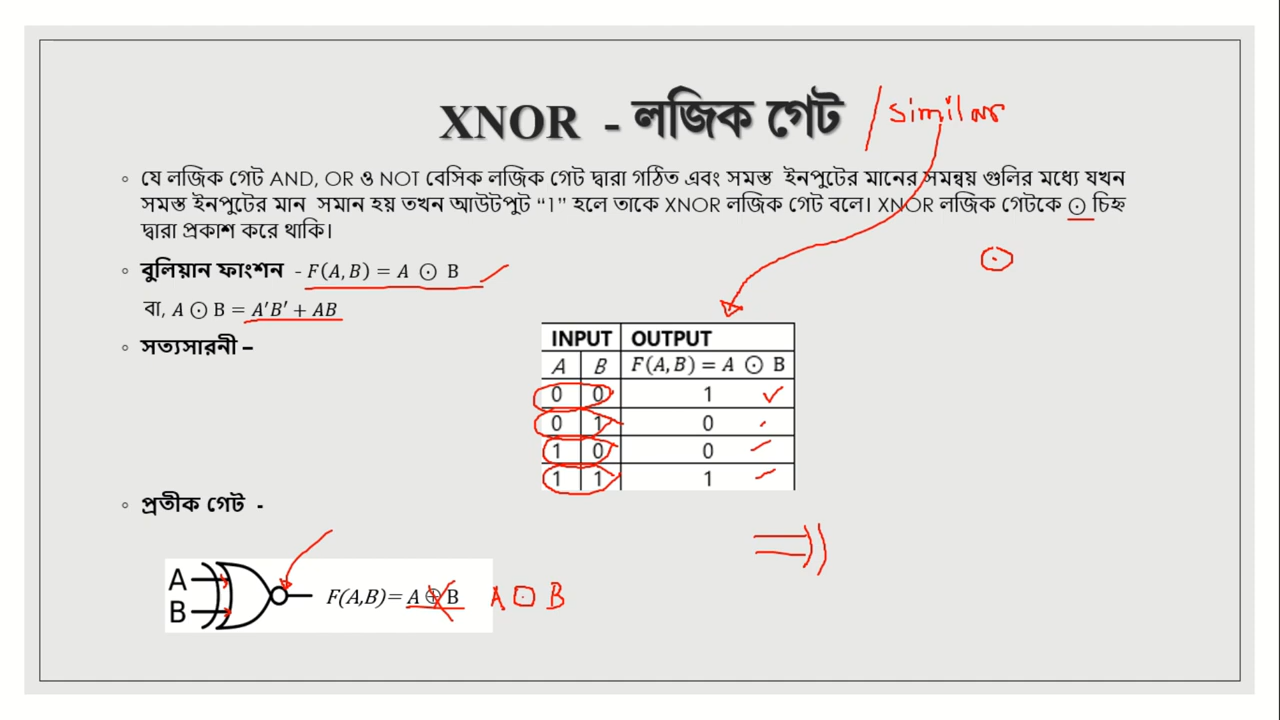 XNOR - লজিক গেট / similar
◦ যে লজিক গেট AND, OR ও NOT বেসিক লজিক গেট দ্বারা গঠিত এবং সমস্ত ইনপুটের মানের সমন্বয় গুলির মধ্যে যখন
সমস্ত ইনপুটের মান সমান হয় তখন আউটপুট “1” হলে তাকে XNOR লজিক গেট বলে। XNOR লজিক গেটকে ⊙ চিহ্ন
দ্বারা প্রকাশ করে থাকি।
⊙
◦ বুলিয়ান ফাংশন - F(A, B) = A ⊙ B
বা, A ⊙ B = A′B′ + AB
◦ সত্যসারনী –
INPUT OUTPUT
A B F(A, B) = A ⊙ B
0 0 1
0 1 0
1 0 0
1 1 1
◦ প্রতীক গেট -
A
B
F(A,B)= A ⊕ B A ⊙ B